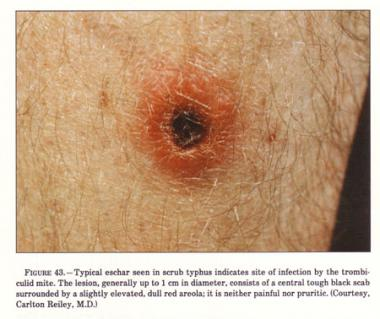 FIGURE 43.—Typical eschar seen in scrub typhus indicates site of infection by the trombi-
culid mite. The lesion, generally up to 1 cm in diameter, consists of a central tough black scab
surrounded by a slightly elevated, dull red areola; it is neither painful nor pruritic. (Courtesy,
Carlton Reiley, M.D.)